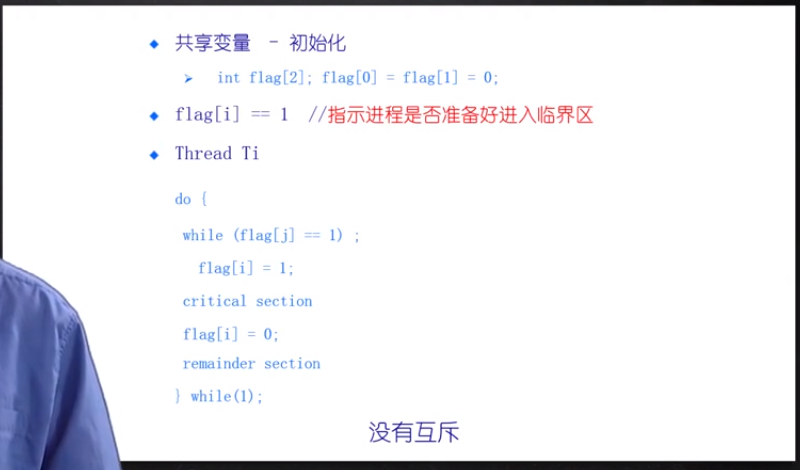 共享变量 - 初始化
int flag[2]; flag[0] = flag[1] = 0;
flag[i] == 1 //指示进程是否准备好进入临界区
Thread Ti
do {
while (flag[j] == 1) ;
flag[i] = 1;
critical section
flag[i] = 0;
remainder section
} while(1);
没有互斥